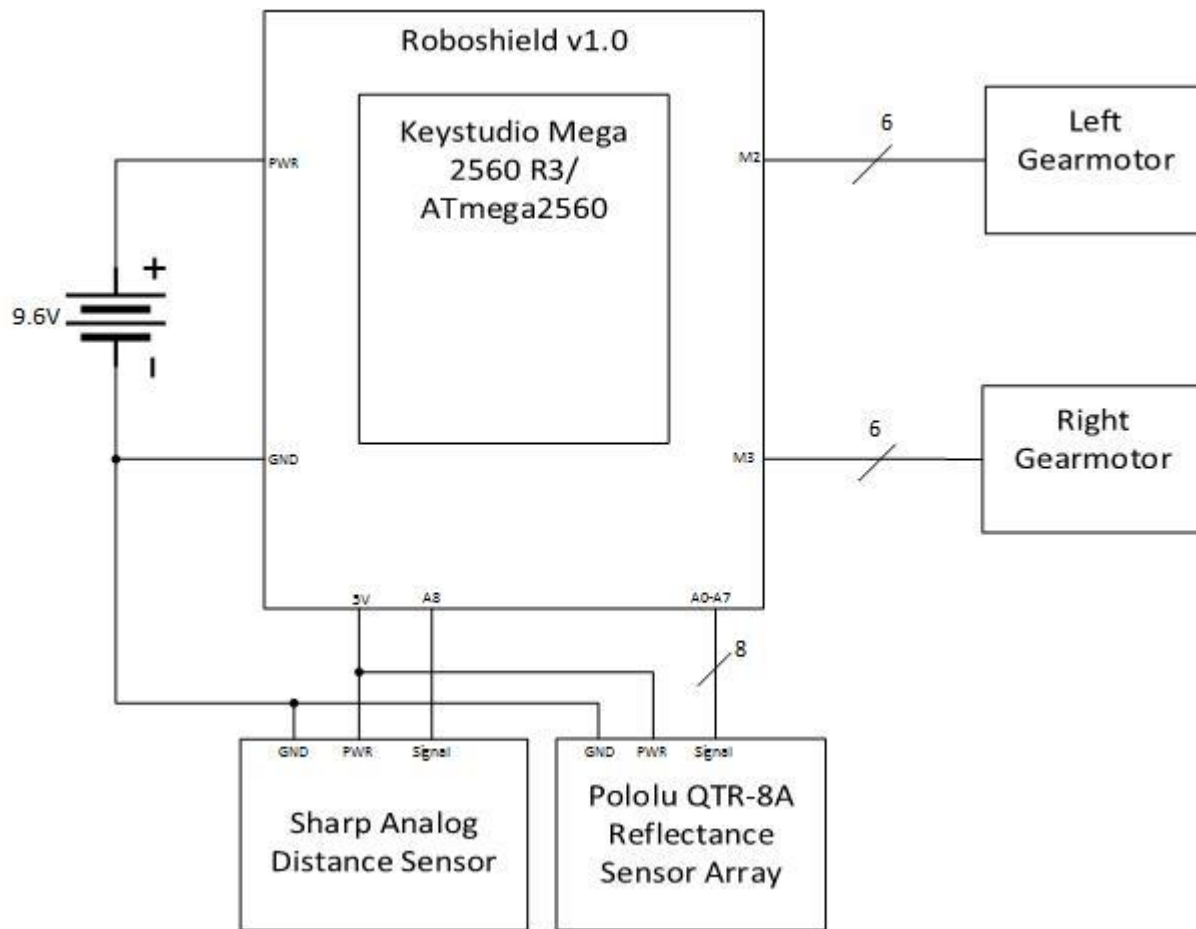 Roboshield v1.0
Keystudio Mega
2560 R3/
ATmega2560
PWR
GND
9.6V
+
–
M2
6
Left
Gearmotor
M3
6
Right
Gearmotor
5V
A8
A0-A7
8
GND
PWR
Signal
Sharp Analog
Distance Sensor
GND
PWR
Signal
Pololu QTR-8A
Reflectance
Sensor Array